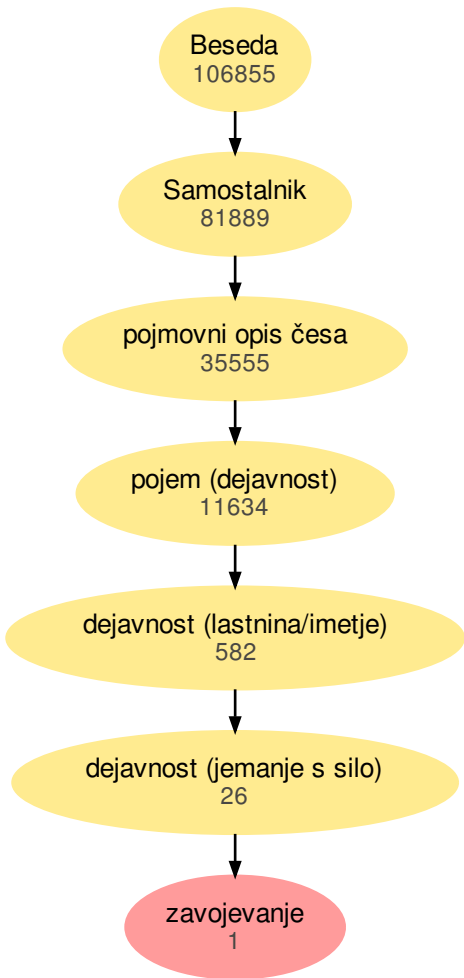 Beseda
106855
Samostalnik
81889
pojmovni opis česa
35555
pojem (dejavnost)
11634
dejavnost (lastnina/imetje)
582
dejavnost (jemanje s silo)
26
zavojevanje
1